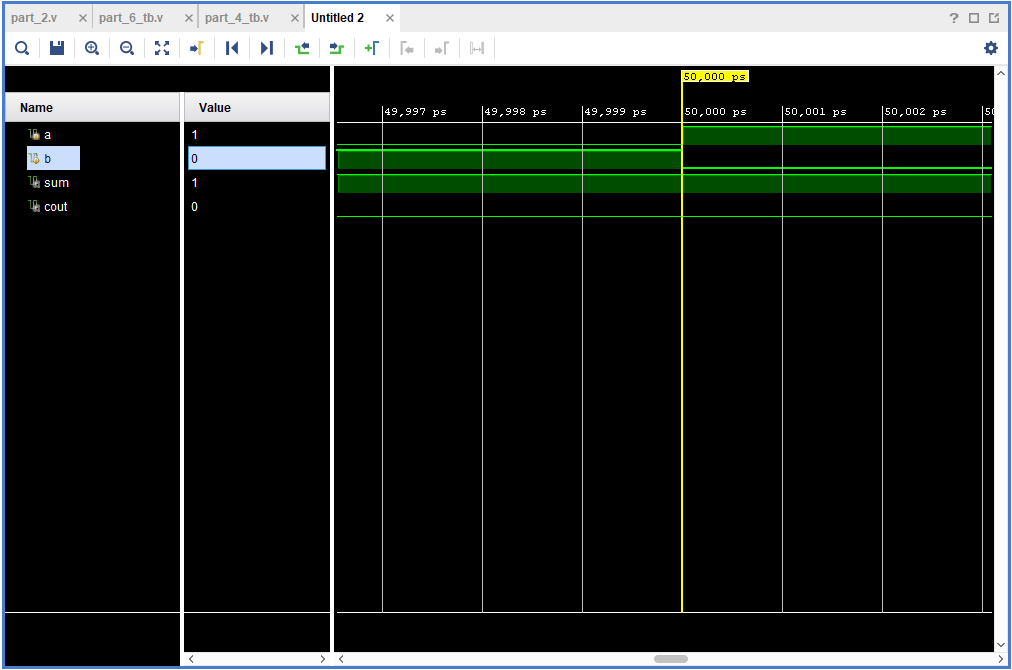 part_2.v × part_6_tb.v × part_4_tb.v × Untitled 2 × ?
50,000 ps
Name Value
49,997 ps 49,998 ps 49,999 ps 50,000 ps 50,001 ps 50,002 ps 50
a 1
b 0
sum 1
cout 0